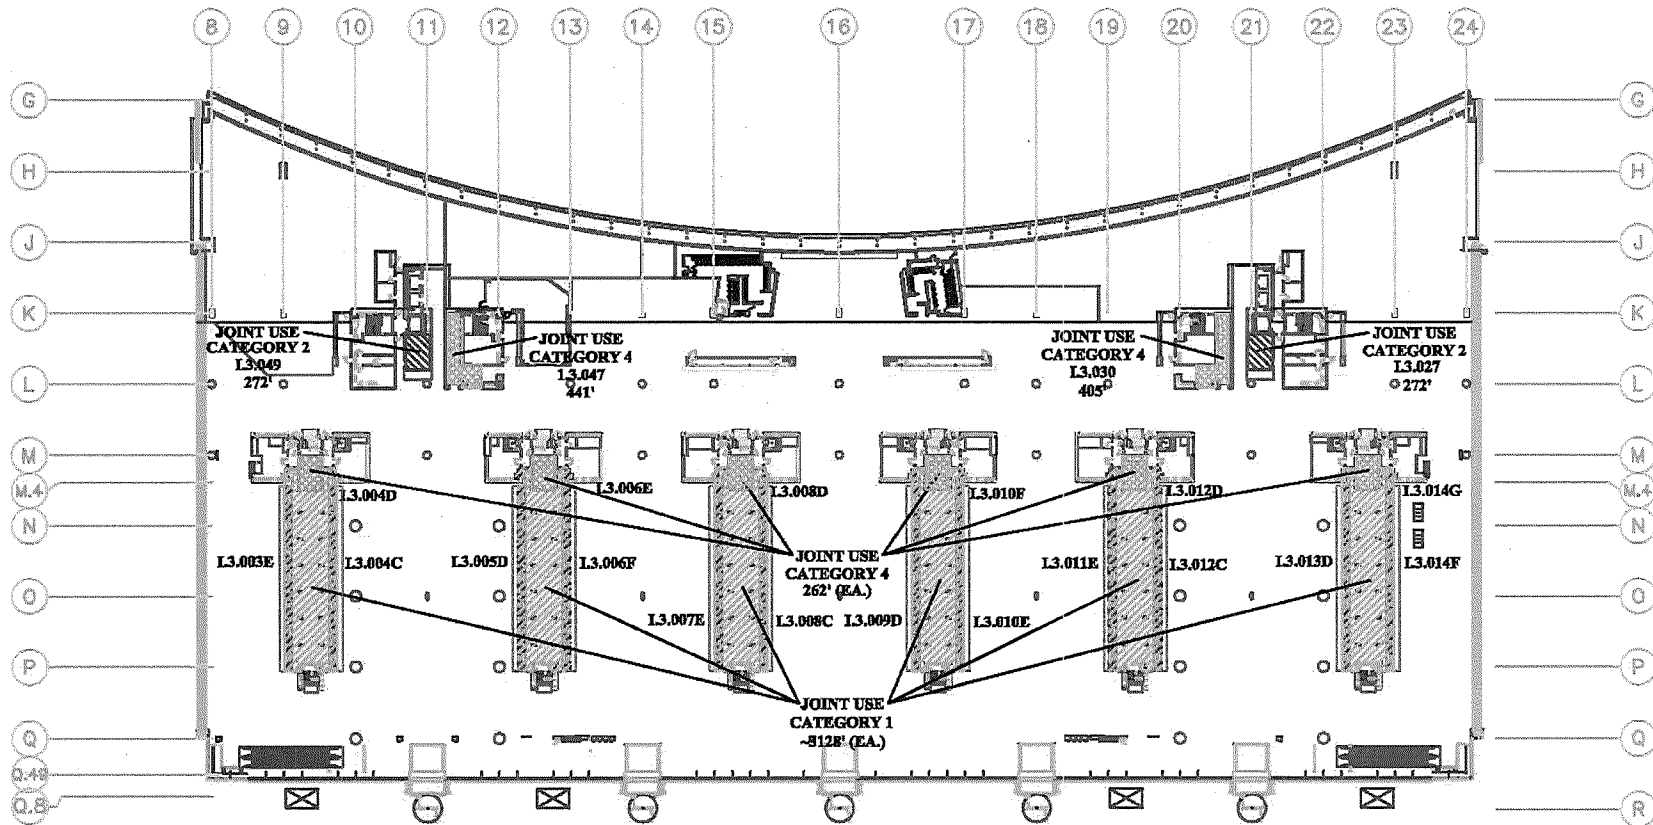 8 9 10 11 12 13 14 15 16 17 18 19 20 21 22 23 24
G G
H H
J J
K K
JOINT USE
CATEGORY 2
L3.049
272'
JOINT USE
CATEGORY 4
L3.047
441'
JOINT USE
CATEGORY 4
L3.030
405'
JOINT USE
CATEGORY 2
L3.027
272'
L L
M M
M.4 M.4
L3.004D L3.006E L3.008D L3.010F L3.012D L3.014G
N N
L3.003E L3.004C L3.005D L3.006F L3.011E L3.012C L3.013D L3.014F
JOINT USE
CATEGORY 4
262' (EA.)
O O
L3.007E L3.008C L3.009D L3.010E
P P
JOINT USE
CATEGORY 1
(EA.)
Q Q
Q.49
Q.8 R